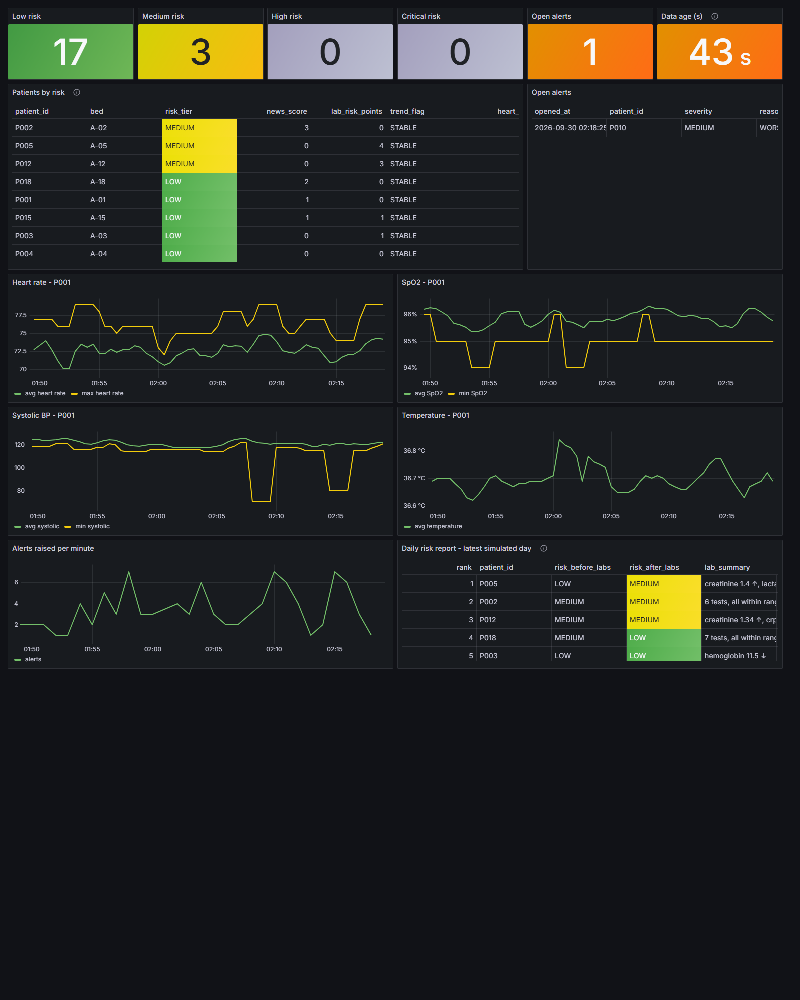 Low risk
17
Medium risk
3
High risk
0
Critical risk
0
Open alerts
1
Data age (s)
43 s
Patients by risk
patient_id bed risk_tier news_score lab_risk_points trend_flag heart_
P002 A-02 MEDIUM 3 0 STABLE
P005 A-05 MEDIUM 0 4 STABLE
P012 A-12 MEDIUM 0 3 STABLE
P018 A-18 LOW 2 0 STABLE
P001 A-01 LOW 1 0 STABLE
P015 A-15 LOW 1 1 STABLE
P003 A-03 LOW 0 1 STABLE
P004 A-04 LOW 0 0 STABLE
Open alerts
opened_at patient_id severity reaso
2026-09-30 02:18:25 P010 MEDIUM WORS
Heart rate - P001
77.5
75
72.5
70
01:50 01:55 02:00 02:05 02:10 02:15
avg heart rate max heart rate
SpO2 - P001
96%
95%
94%
01:50 01:55 02:00 02:05 02:10 02:15
avg SpO2 min SpO2
Systolic BP - P001
120
100
80
01:50 01:55 02:00 02:05 02:10 02:15
avg systolic min systolic
Temperature - P001
36.8 °C
36.7 °C
36.6 °C
01:50 01:55 02:00 02:05 02:10 02:15
avg temperature
Alerts raised per minute
6
4
2
01:50 01:55 02:00 02:05 02:10 02:15
alerts
Daily risk report - latest simulated day
rank patient_id risk_before_labs risk_after_labs lab_summary
1 P005 LOW MEDIUM creatinine 1.4 ↑, lacta
2 P002 MEDIUM MEDIUM 6 tests, all within rang
3 P012 MEDIUM MEDIUM creatinine 1.34 ↑, crp
4 P018 MEDIUM LOW 7 tests, all within rang
5 P003 LOW LOW hemoglobin 11.5 ↓